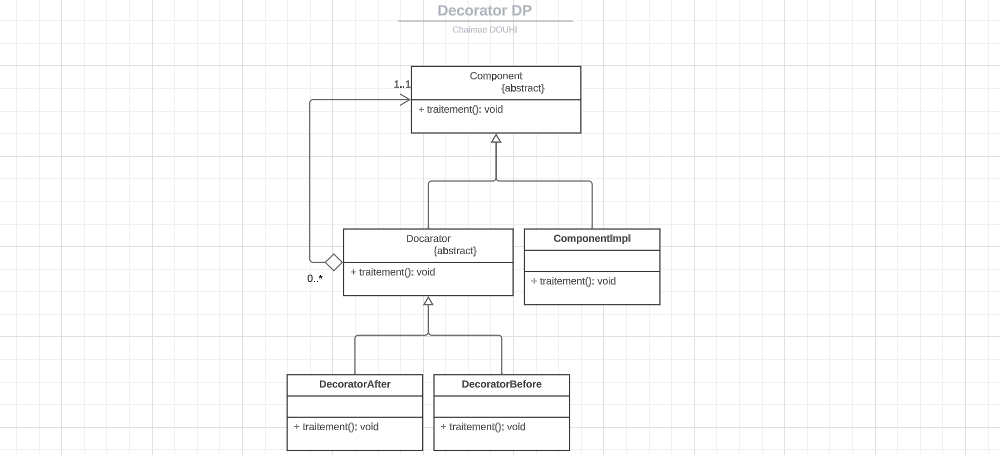 Decorator DP
Chaimae DOUHI
1..1
Component
{abstract}
+ traitement(): void
Docarator
{abstract}
+ traitement(): void
0..*
ComponentImpl
+ traitement(): void
DecoratorAfter
+ traitement(): void
DecoratorBefore
+ traitement(): void